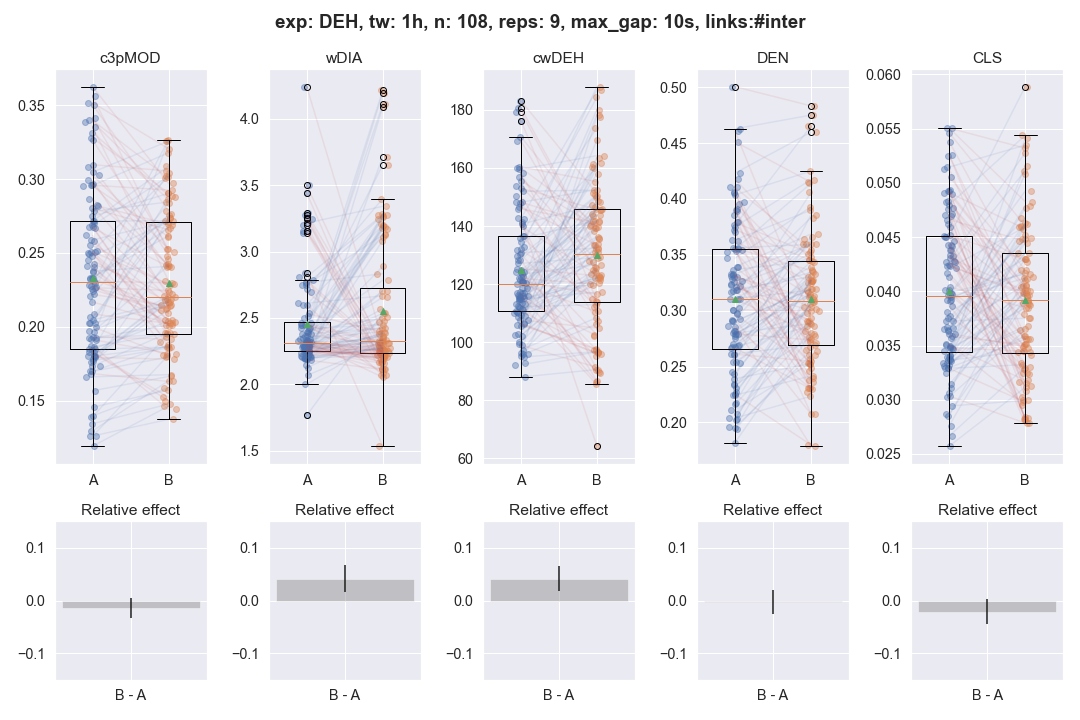 exp: DEH, tw: 1h, n: 108, reps: 9, max_gap: 10s, links:#inter
c3pMOD
wDIA
cwDEH
DEN
CLS
0.35
0.30
0.25
0.20
0.15
4.0
3.5
3.0
2.5
2.0
1.5
180
160
140
120
100
80
60
0.50
0.45
0.40
0.35
0.30
0.25
0.20
0.060
0.055
0.050
0.045
0.040
0.035
0.030
0.025
A B
A B
A B
A B
A B
Relative effect
Relative effect
Relative effect
Relative effect
Relative effect
0.1
0.0
−0.1
0.1
0.0
−0.1
0.1
0.0
−0.1
0.1
0.0
−0.1
0.1
0.0
−0.1
B - A
B - A
B - A
B - A
B - A